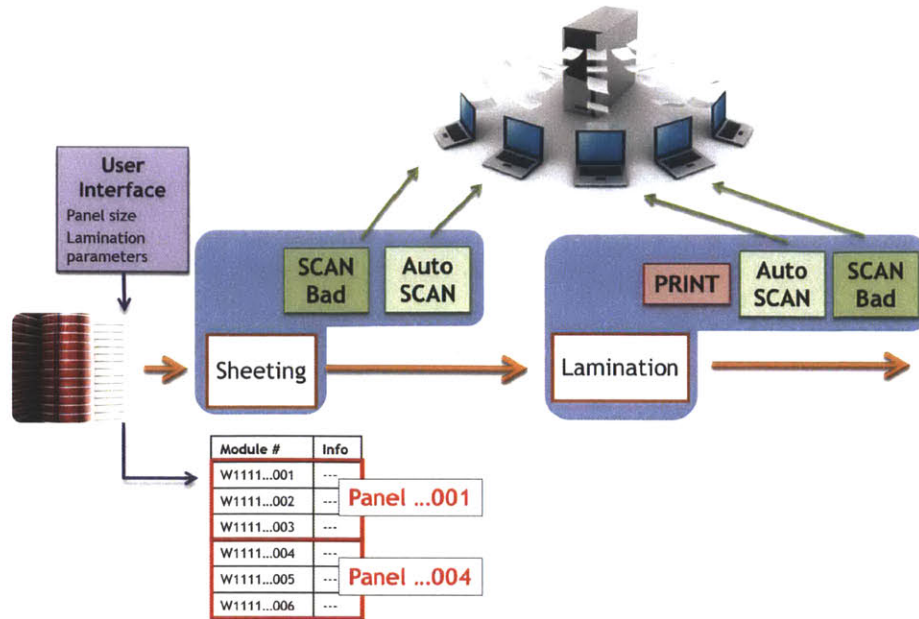 User
Interface
Panel size
Lamination
parameters
SCAN
Bad
Auto
SCAN
PRINT
Auto
SCAN
SCAN
Bad
Sheeting
Lamination
Module # Info
W1111...001 ---
W1111...002 ---
W1111...003 ---
Panel ...001
W1111...004 ---
W1111...005 ---
W1111...006 ---
Panel ...004